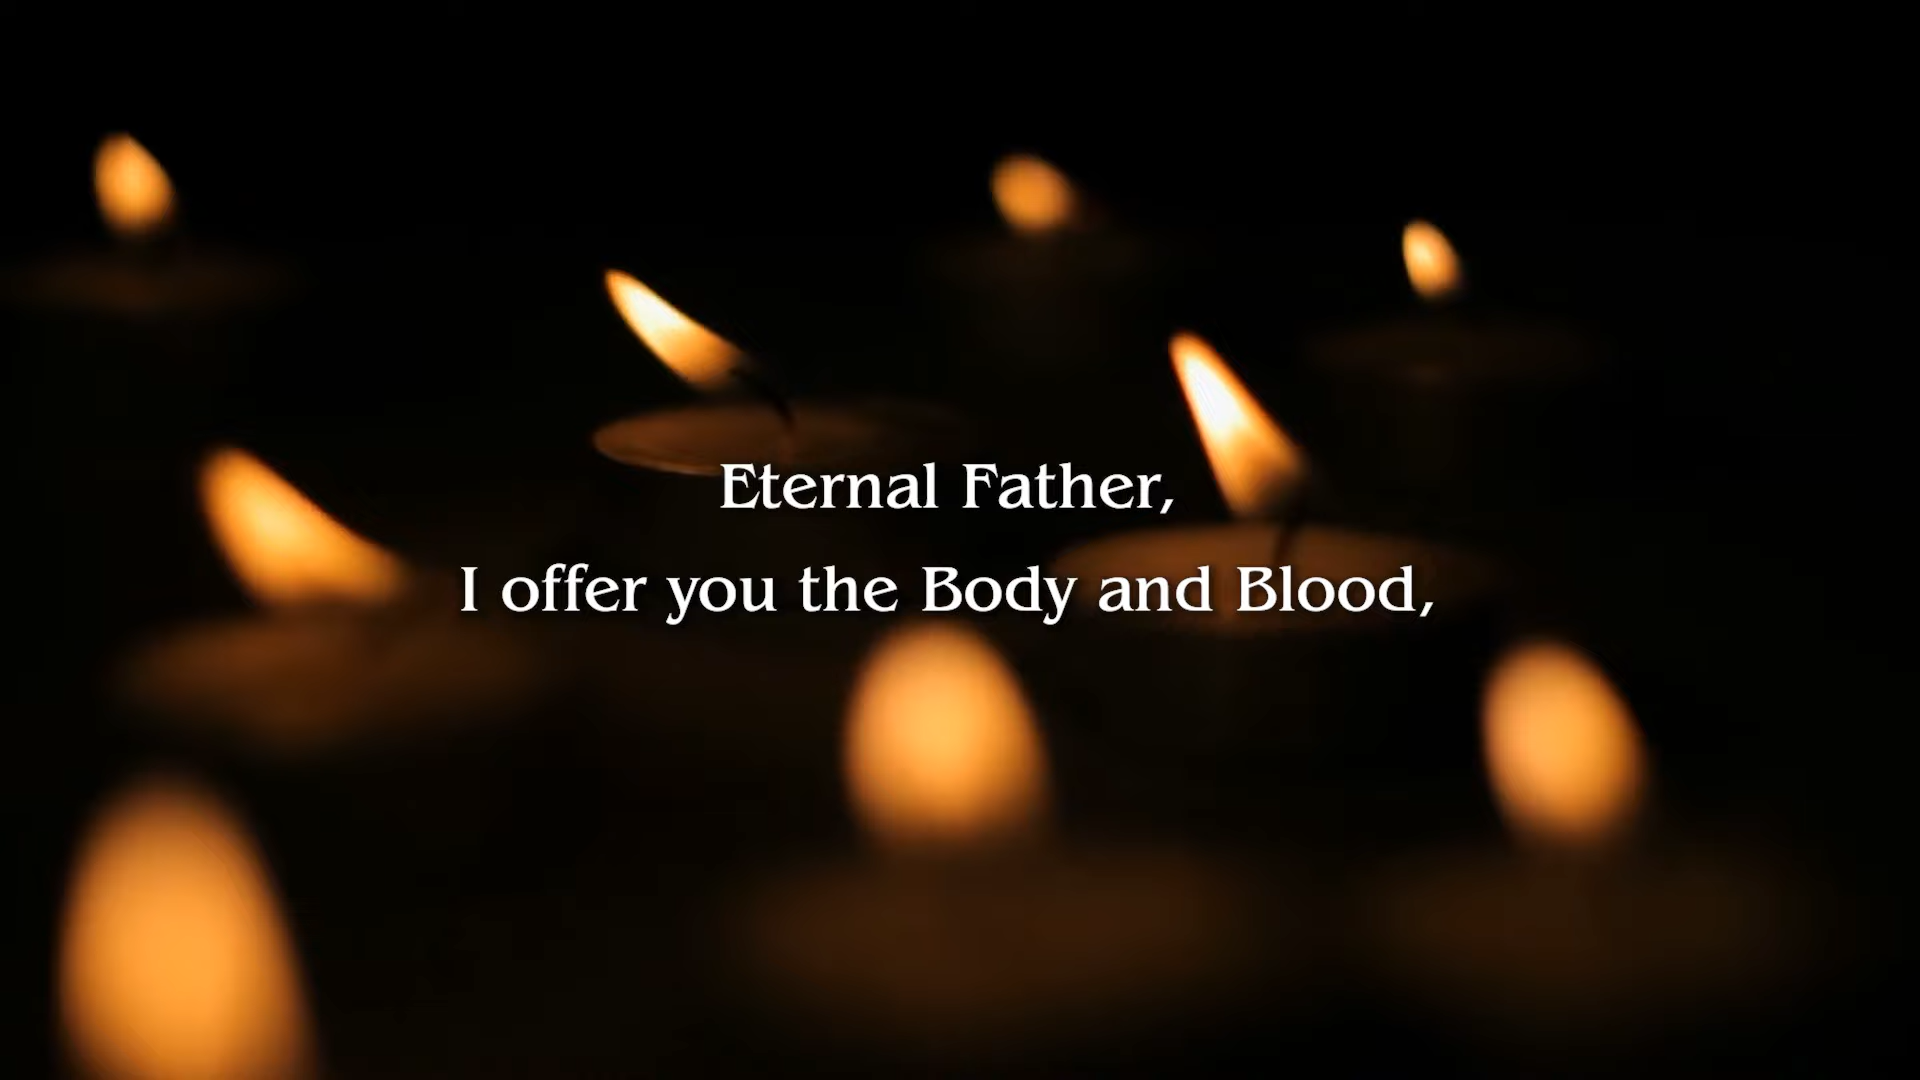 Eternal Father,
I offer you the Body and Blood,